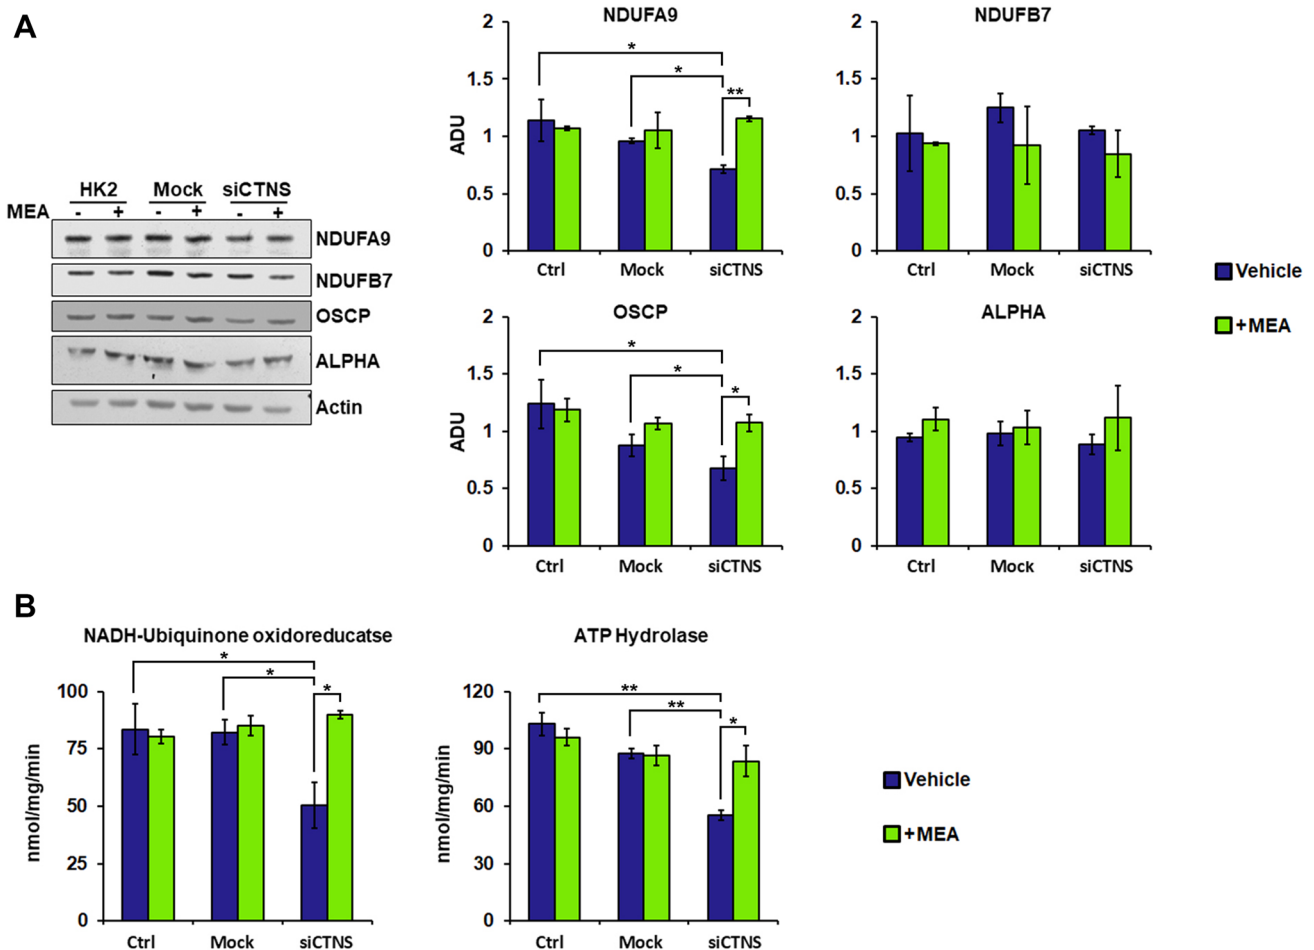 A
HK2 Mock siCTNS
MEA - + - + - +
NDUFA9
NDUFB7
OSCP
ALPHA
Actin
NDUFA9
2
1.5
1
0.5
0
ADU
*
*
**
Ctrl Mock siCTNS
NDUFB7
2
1.5
1
0.5
0
Ctrl Mock siCTNS
Vehicle
+MEA
OSCP
2
1.5
1
0.5
0
ADU
*
*
*
Ctrl Mock siCTNS
ALPHA
2
1.5
1
0.5
0
Ctrl Mock siCTNS
B
NADH-Ubiquinone oxidoreducatse
100
75
50
25
0
nmol/mg/min
*
*
*
Ctrl Mock siCTNS
ATP Hydrolase
120
90
60
30
0
nmol/mg/min
**
**
*
Ctrl Mock siCTNS
Vehicle
+MEA